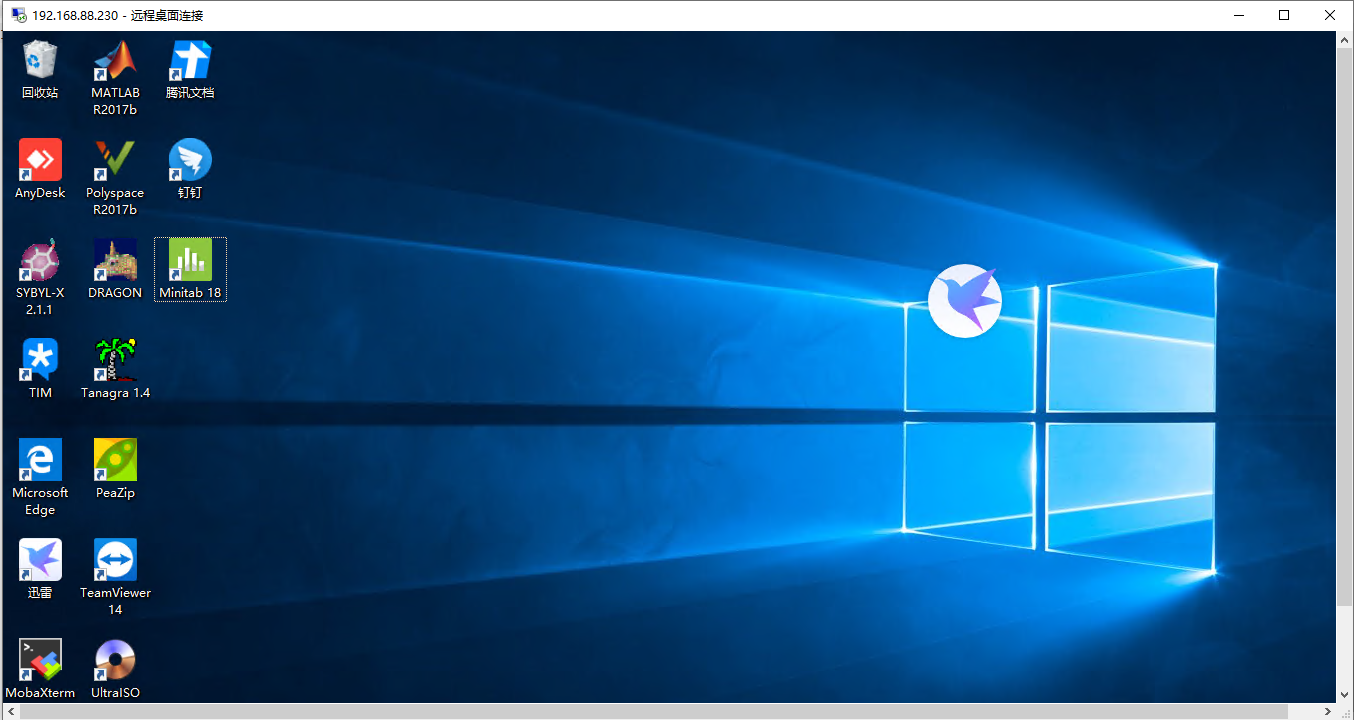 192.168.88.230 - 远程桌面连接
回收站
MATLAB
R2017b
腾讯文档
AnyDesk
Polyspace
R2017b
钉钉
SYBYL-X
2.1.1
DRAGON
Minitab 18
TIM
Tanagra 1.4
Microsoft
Edge
PeaZip
迅雷
TeamViewer
14
MobaXterm
UltraISO